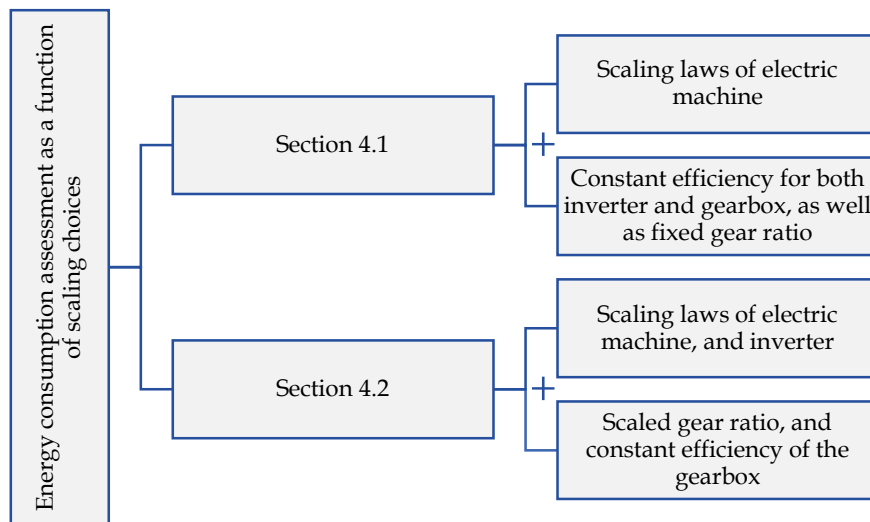 Energy consumption assessment as a function
of scaling choices
Section 4.1
Scaling laws of electric
machine
+
Constant efficiency for both
inverter and gearbox, as well
as fixed gear ratio
Section 4.2
Scaling laws of electric
machine, and inverter
+
Scaled gear ratio, and
constant efficiency of the
gearbox